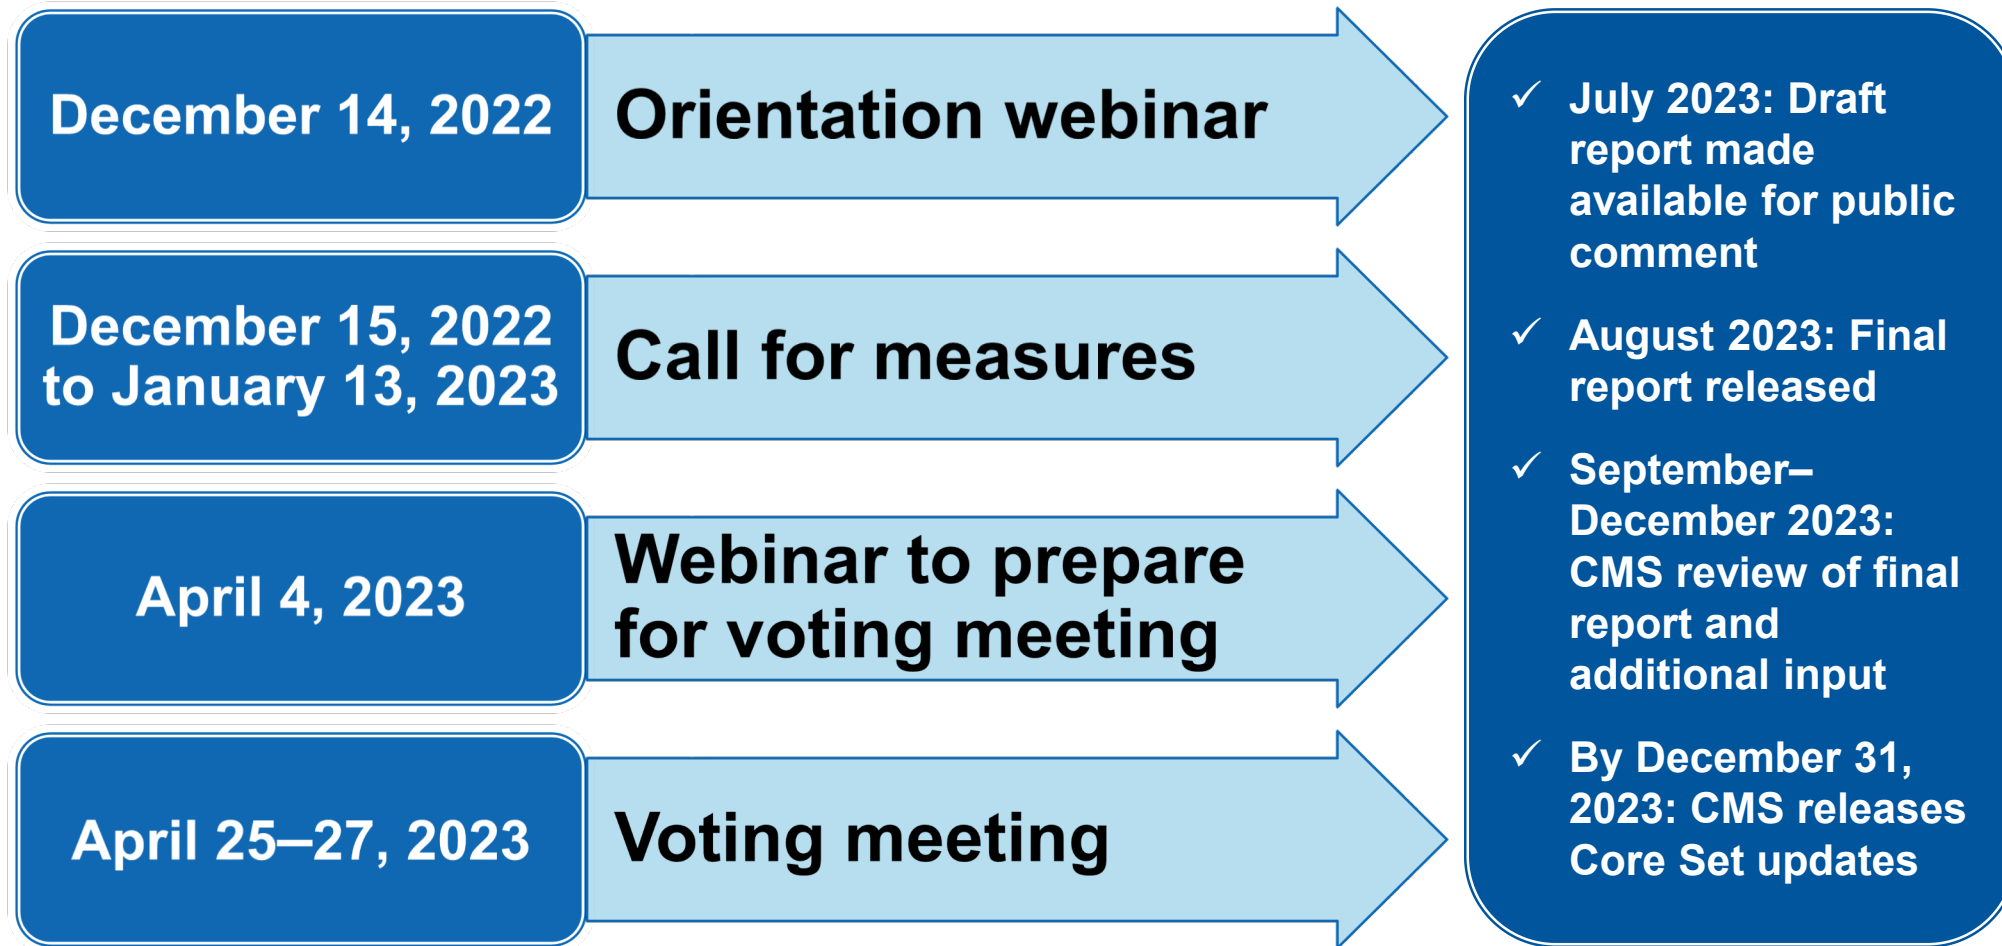 December 14, 2022
Orientation webinar
December 15, 2022
to January 13, 2023
Call for measures
April 4, 2023
Webinar to prepare
for voting meeting
April 25–27, 2023
Voting meeting
✓ July 2023: Draft
report made
available for public
comment
✓ August 2023: Final
report released
✓ September–
December 2023:
CMS review of final
report and
additional input
✓ By December 31,
2023: CMS releases
Core Set updates